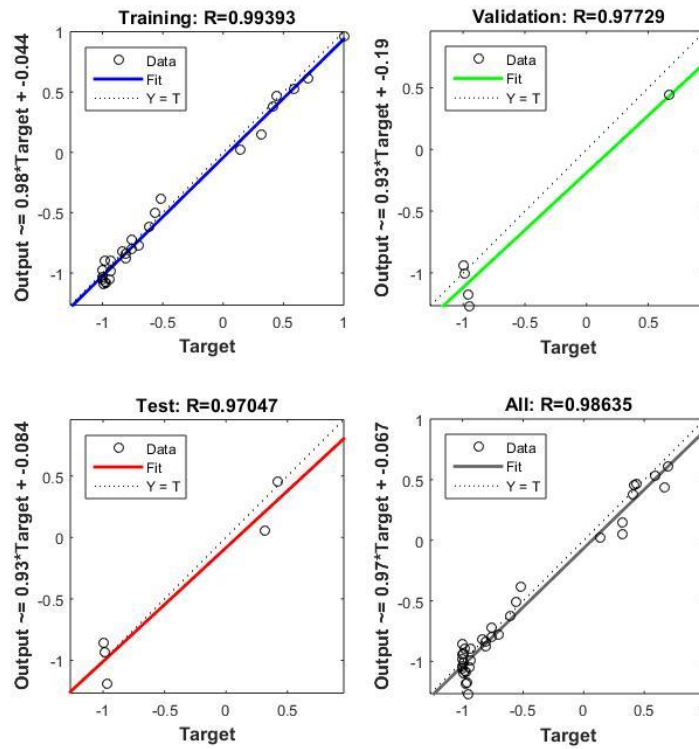 Training: R=0.99393
Output ~= 0.98*Target + -0.044
1
0.5
0
-0.5
-1
Data
Fit
Y = T
-1
-0.5
0
0.5
1
Target
Validation: R=0.97729
Output ~= 0.93*Target + -0.19
0.5
0
-0.5
-1
Data
Fit
Y = T
-1
-0.5
0
0.5
Target
Test: R=0.97047
Output ~= 0.93*Target + -0.084
0.5
0
-0.5
-1
Data
Fit
Y = T
-1
-0.5
0
0.5
Target
All: R=0.98635
Output ~= 0.97*Target + -0.067
1
0.5
0
-0.5
-1
Data
Fit
Y = T
-1
-0.5
0
0.5
1
Target